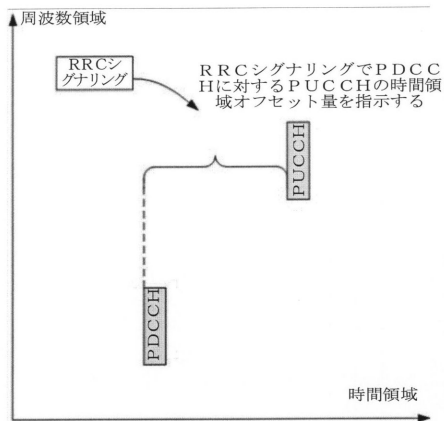 周波数領域
RRCシ
グナリング
RRCシグナリングでPDCC
Hに対するPUCCHの時間領
域オフセット量を指示する
PUCCH
PDCCH
時間領域